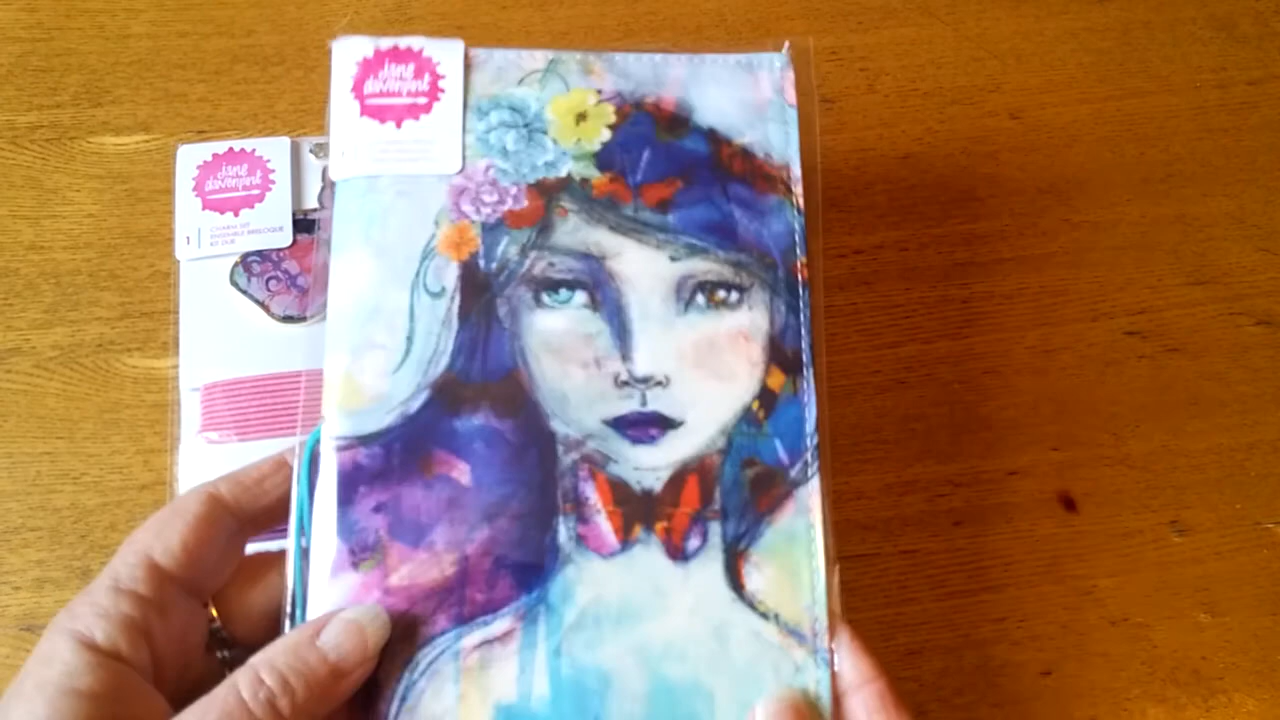 jane
davenport
jane
davenport
1
CHARM SET
ENSEMBLE BRELOQUE
KIT DIJE